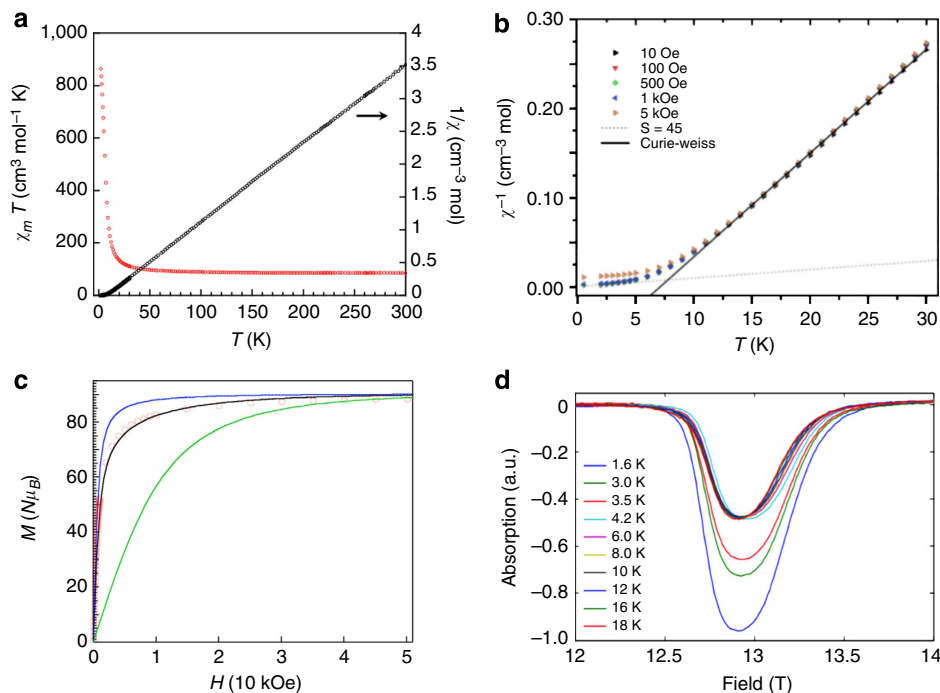 a
1,000
800
600
400
200
0
χm T (cm3 mol–1 K)
4
3.5
3
2.5
2
1.5
1
0.5
0
1/χ (cm–3 mol)
0 50 100 150 200 250 300
T (K)
b
0.30
0.20
0.10
0.00
χ–1 (cm–3 mol)
10 Oe
100 Oe
500 Oe
1 kOe
5 kOe
S = 45
Curie-weiss
0 5 10 15 20 25 30
T (K)
c
80
60
40
20
0
M (NμB)
0 1 2 3 4 5
H (10 kOe)
d
0
–0.2
–0.4
–0.6
–0.8
–1.0
Absorption (a.u.)
1.6 K
3.0 K
3.5 K
4.2 K
6.0 K
8.0 K
10 K
12 K
16 K
18 K
12 12.5 13.0 13.5 14
Field (T)